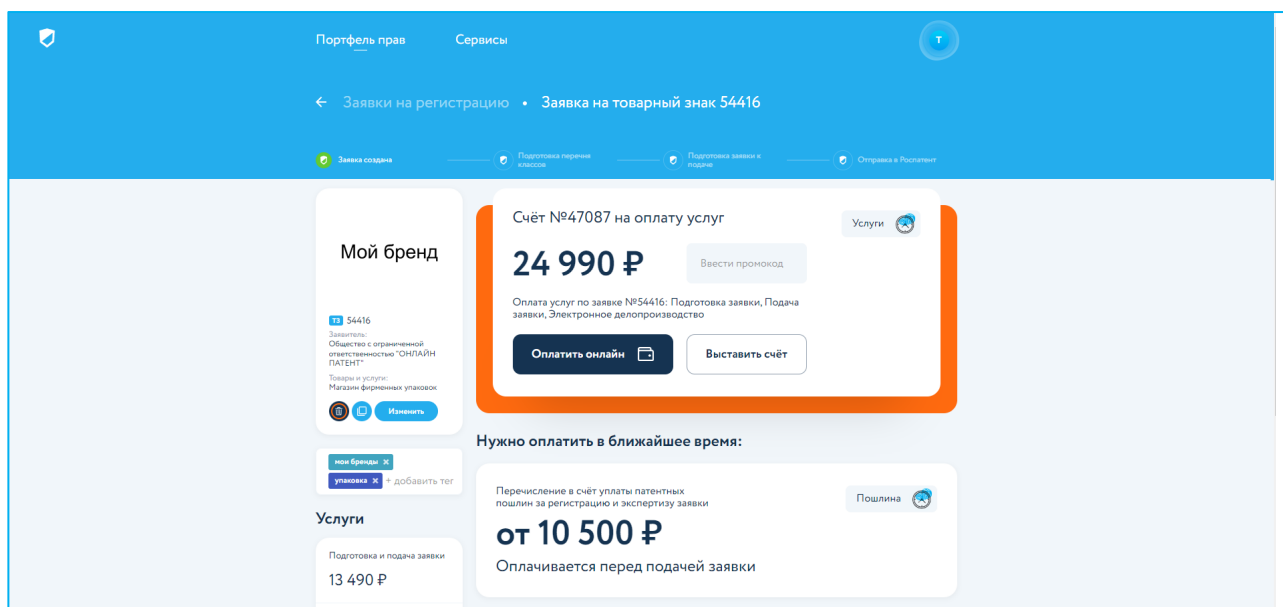 Портфель прав
Сервисы
Т
← Заявки на регистрацию • Заявка на товарный знак 54416
Заявка создана
Подготовка перечня
классов
Подготовка заявки к
подаче
Отправка в Роспатент
Мой бренд
ТЗ 54416
Заявитель:
Общество с ограниченной
ответственностью "ОНЛАЙН
ПАТЕНТ"
Товары и услуги:
Магазин фирменных упаковок
Изменить
мои бренды ×
упаковка × + добавить тег
Услуги
Подготовка и подача заявки
13 490 ₽
Счёт №47087 на оплату услуг
Услуги
24 990 ₽
Ввести промокод
Оплата услуг по заявке №54416: Подготовка заявки, Подача
заявки, Электронное делопроизводство
Оплатить онлайн
Выставить счёт
Нужно оплатить в ближайшее время:
Перечисление в счёт уплаты патентных
пошлин за регистрацию и экспертизу заявки
Пошлина
от 10 500 ₽
Оплачивается перед подачей заявки